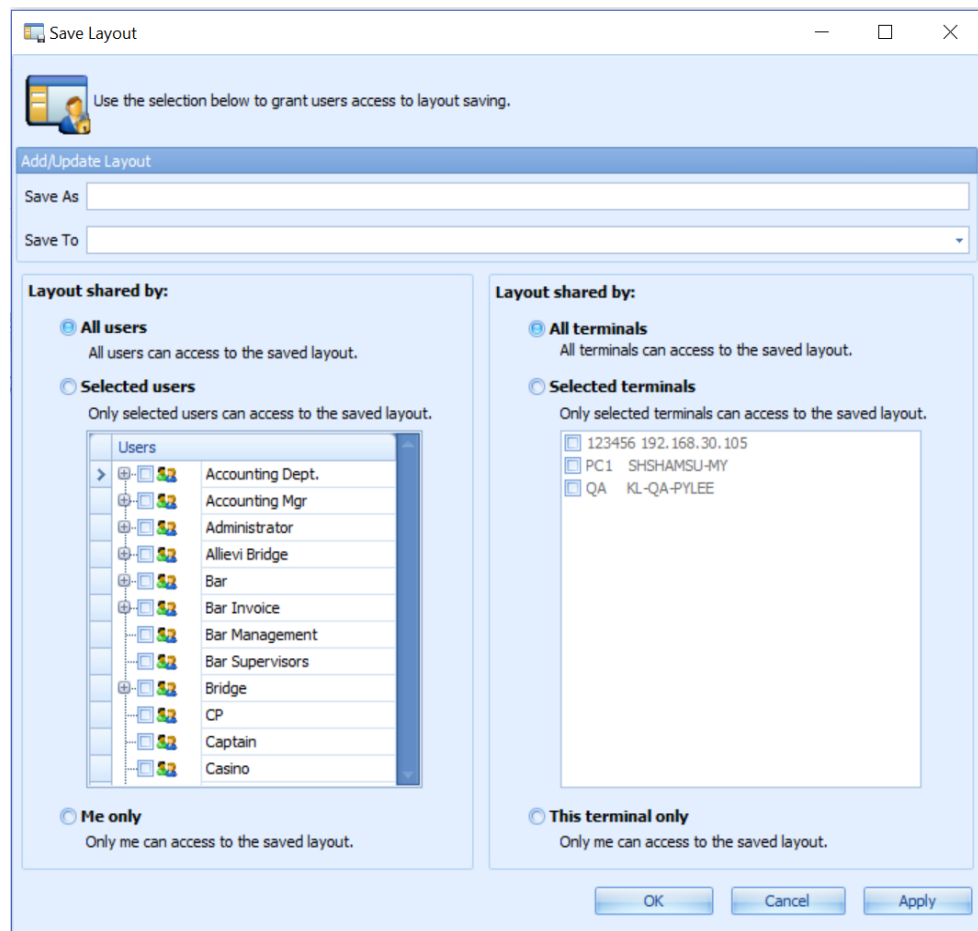 Save Layout
Use the selection below to grant users access to layout saving.
Add/Update Layout
Save As
Save To
Layout shared by:
All users
All users can access to the saved layout.
Selected users
Only selected users can access to the saved layout.
Users
Accounting Dept.
Accounting Mgr
Administrator
Allievi Bridge
Bar
Bar Invoice
Bar Management
Bar Supervisors
Bridge
CP
Captain
Casino
Me only
Only me can access to the saved layout.
Layout shared by:
All terminals
All terminals can access to the saved layout.
Selected terminals
Only selected terminals can access to the saved layout.
123456 192.168.30.105
PC1 SHSHAMSU-MY
QA KL-QA-PYLEE
This terminal only
Only me can access to the saved layout.
OK Cancel Apply